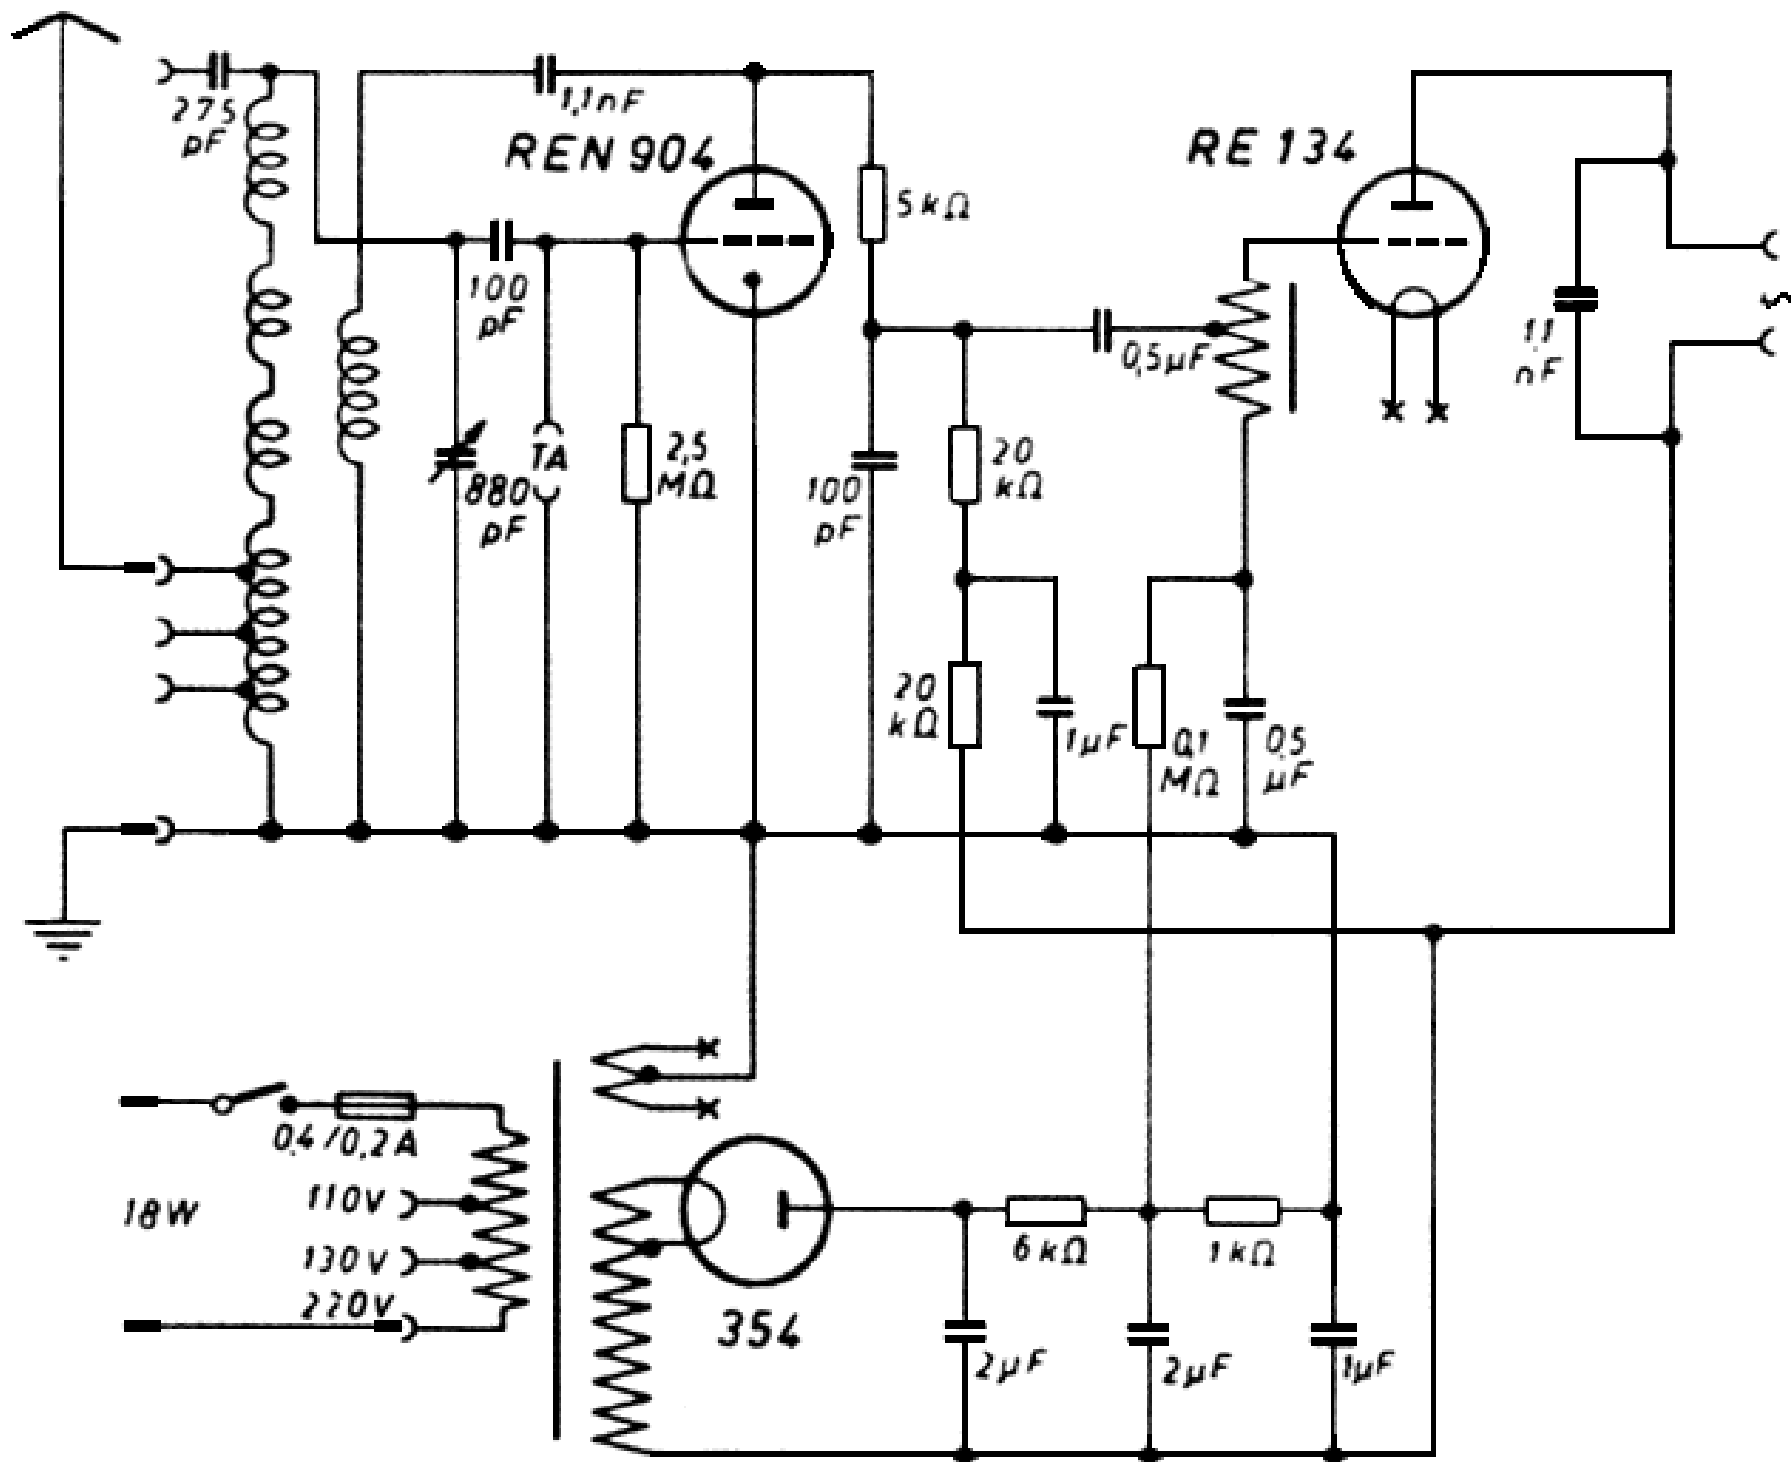 275
pF
1,1nF
REN 904
5kΩ
RE 134
100
pF
0,5µF
1,1
nF
TA
880
pF
2,5
MΩ
100
pF
20
kΩ
20
kΩ
1µF
0,1
MΩ
0,5
µF
0,4/0,2A
18W
110V
130V
220V
354
6kΩ
1kΩ
2µF
2µF
1µF